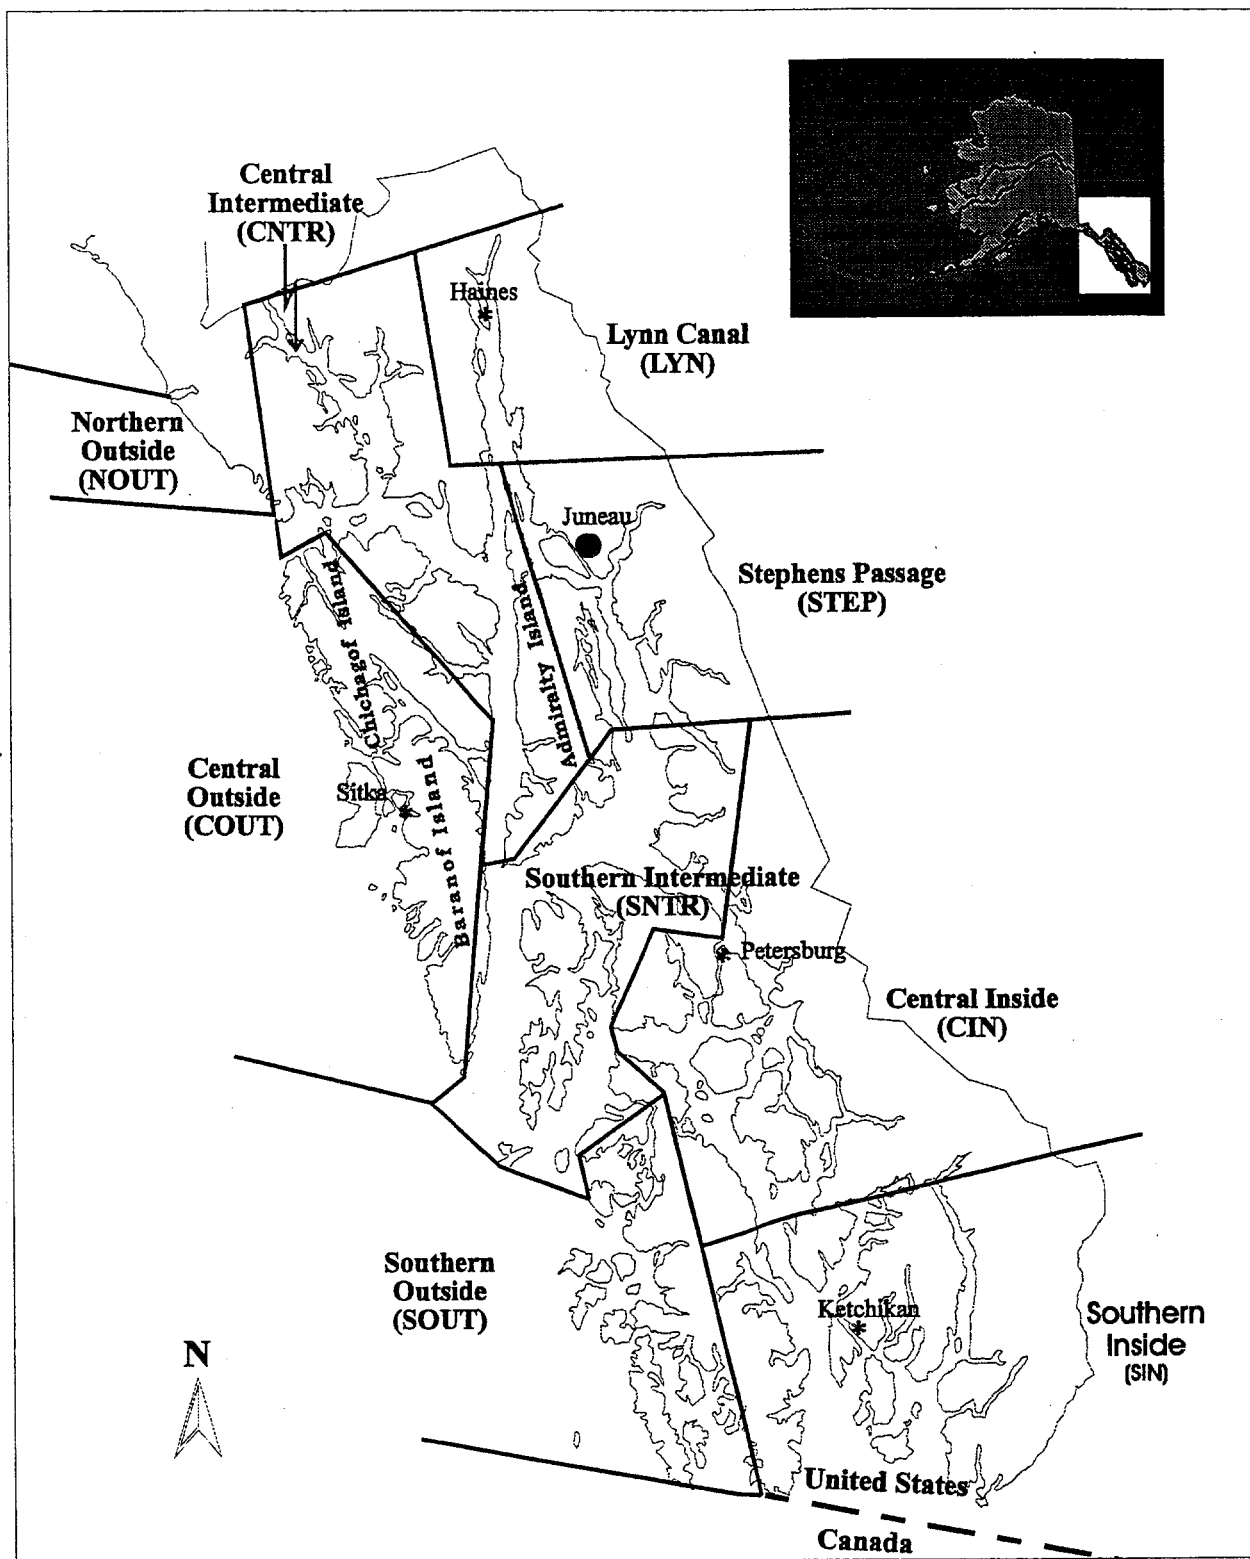 Central
Intermediate
(CNTR)
Haines
Lynn Canal
(LYN)
Northern
Outside
(NOUT)
Juneau
Stephens Passage
(STEP)
Chichagof Island
Admiralty Island
Central
Outside
(COUT)
Sitka
Baranof Island
Southern Intermediate
(SNTR)
Petersburg
Central Inside
(CIN)
Southern
Outside
(SOUT)
Ketchikan
Southern
Inside
(SIN)
N
United States
Canada